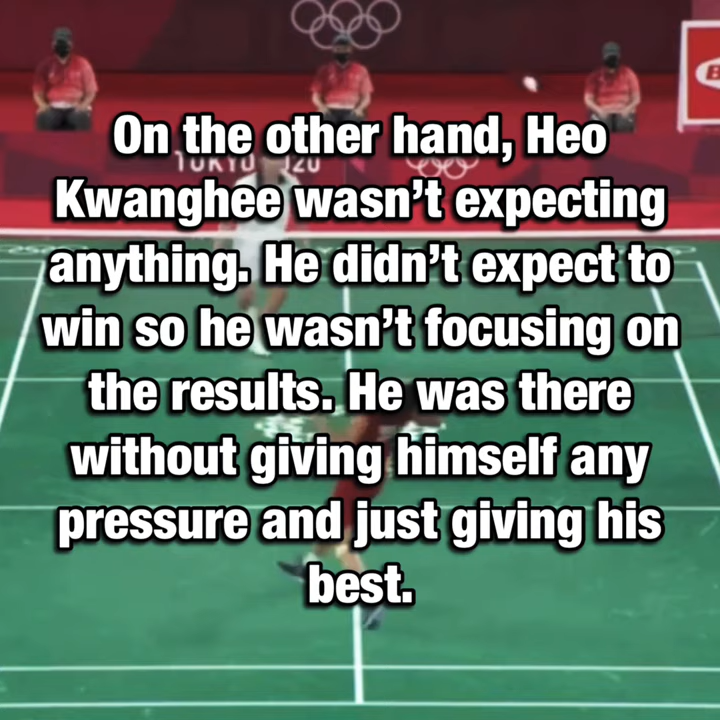 On the other hand, Heo
Kwanghee wasn't expecting
anything. He didn't expect to
win so he wasn't focusing on
the results. He was there
without giving himself any
pressure and just giving his
best.